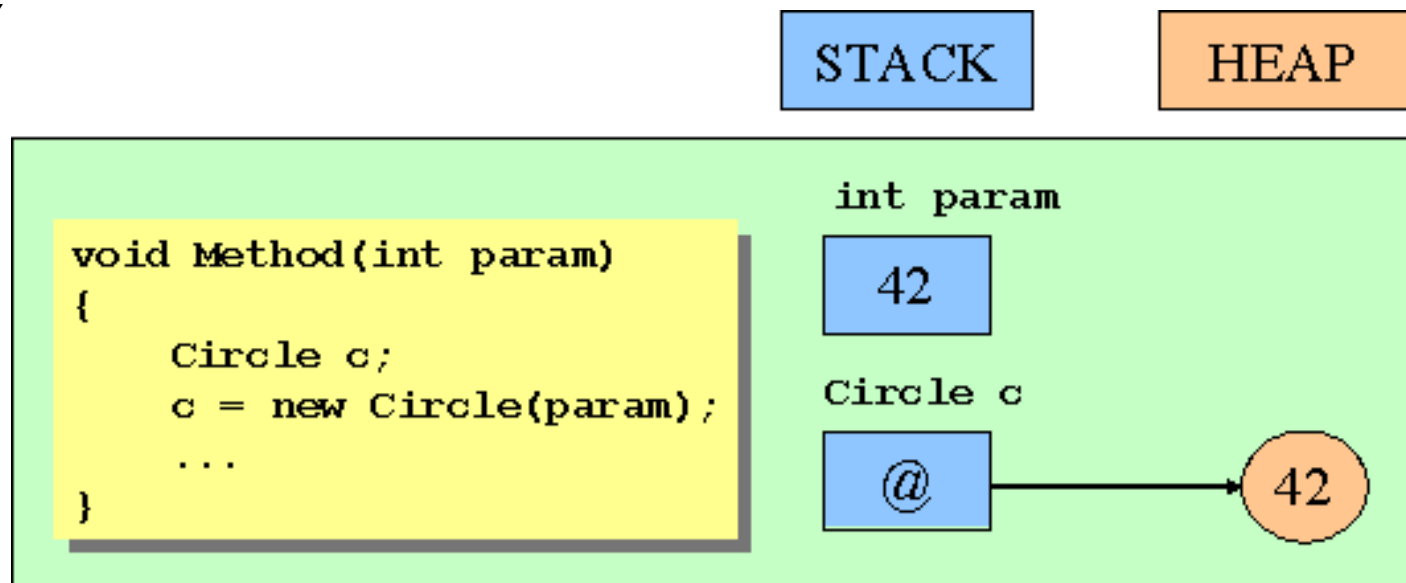 STACK
HEAP
void Method(int param)
{
    Circle c;
    c = new Circle(param);
    ...
}
int param
42
Circle c
@
42